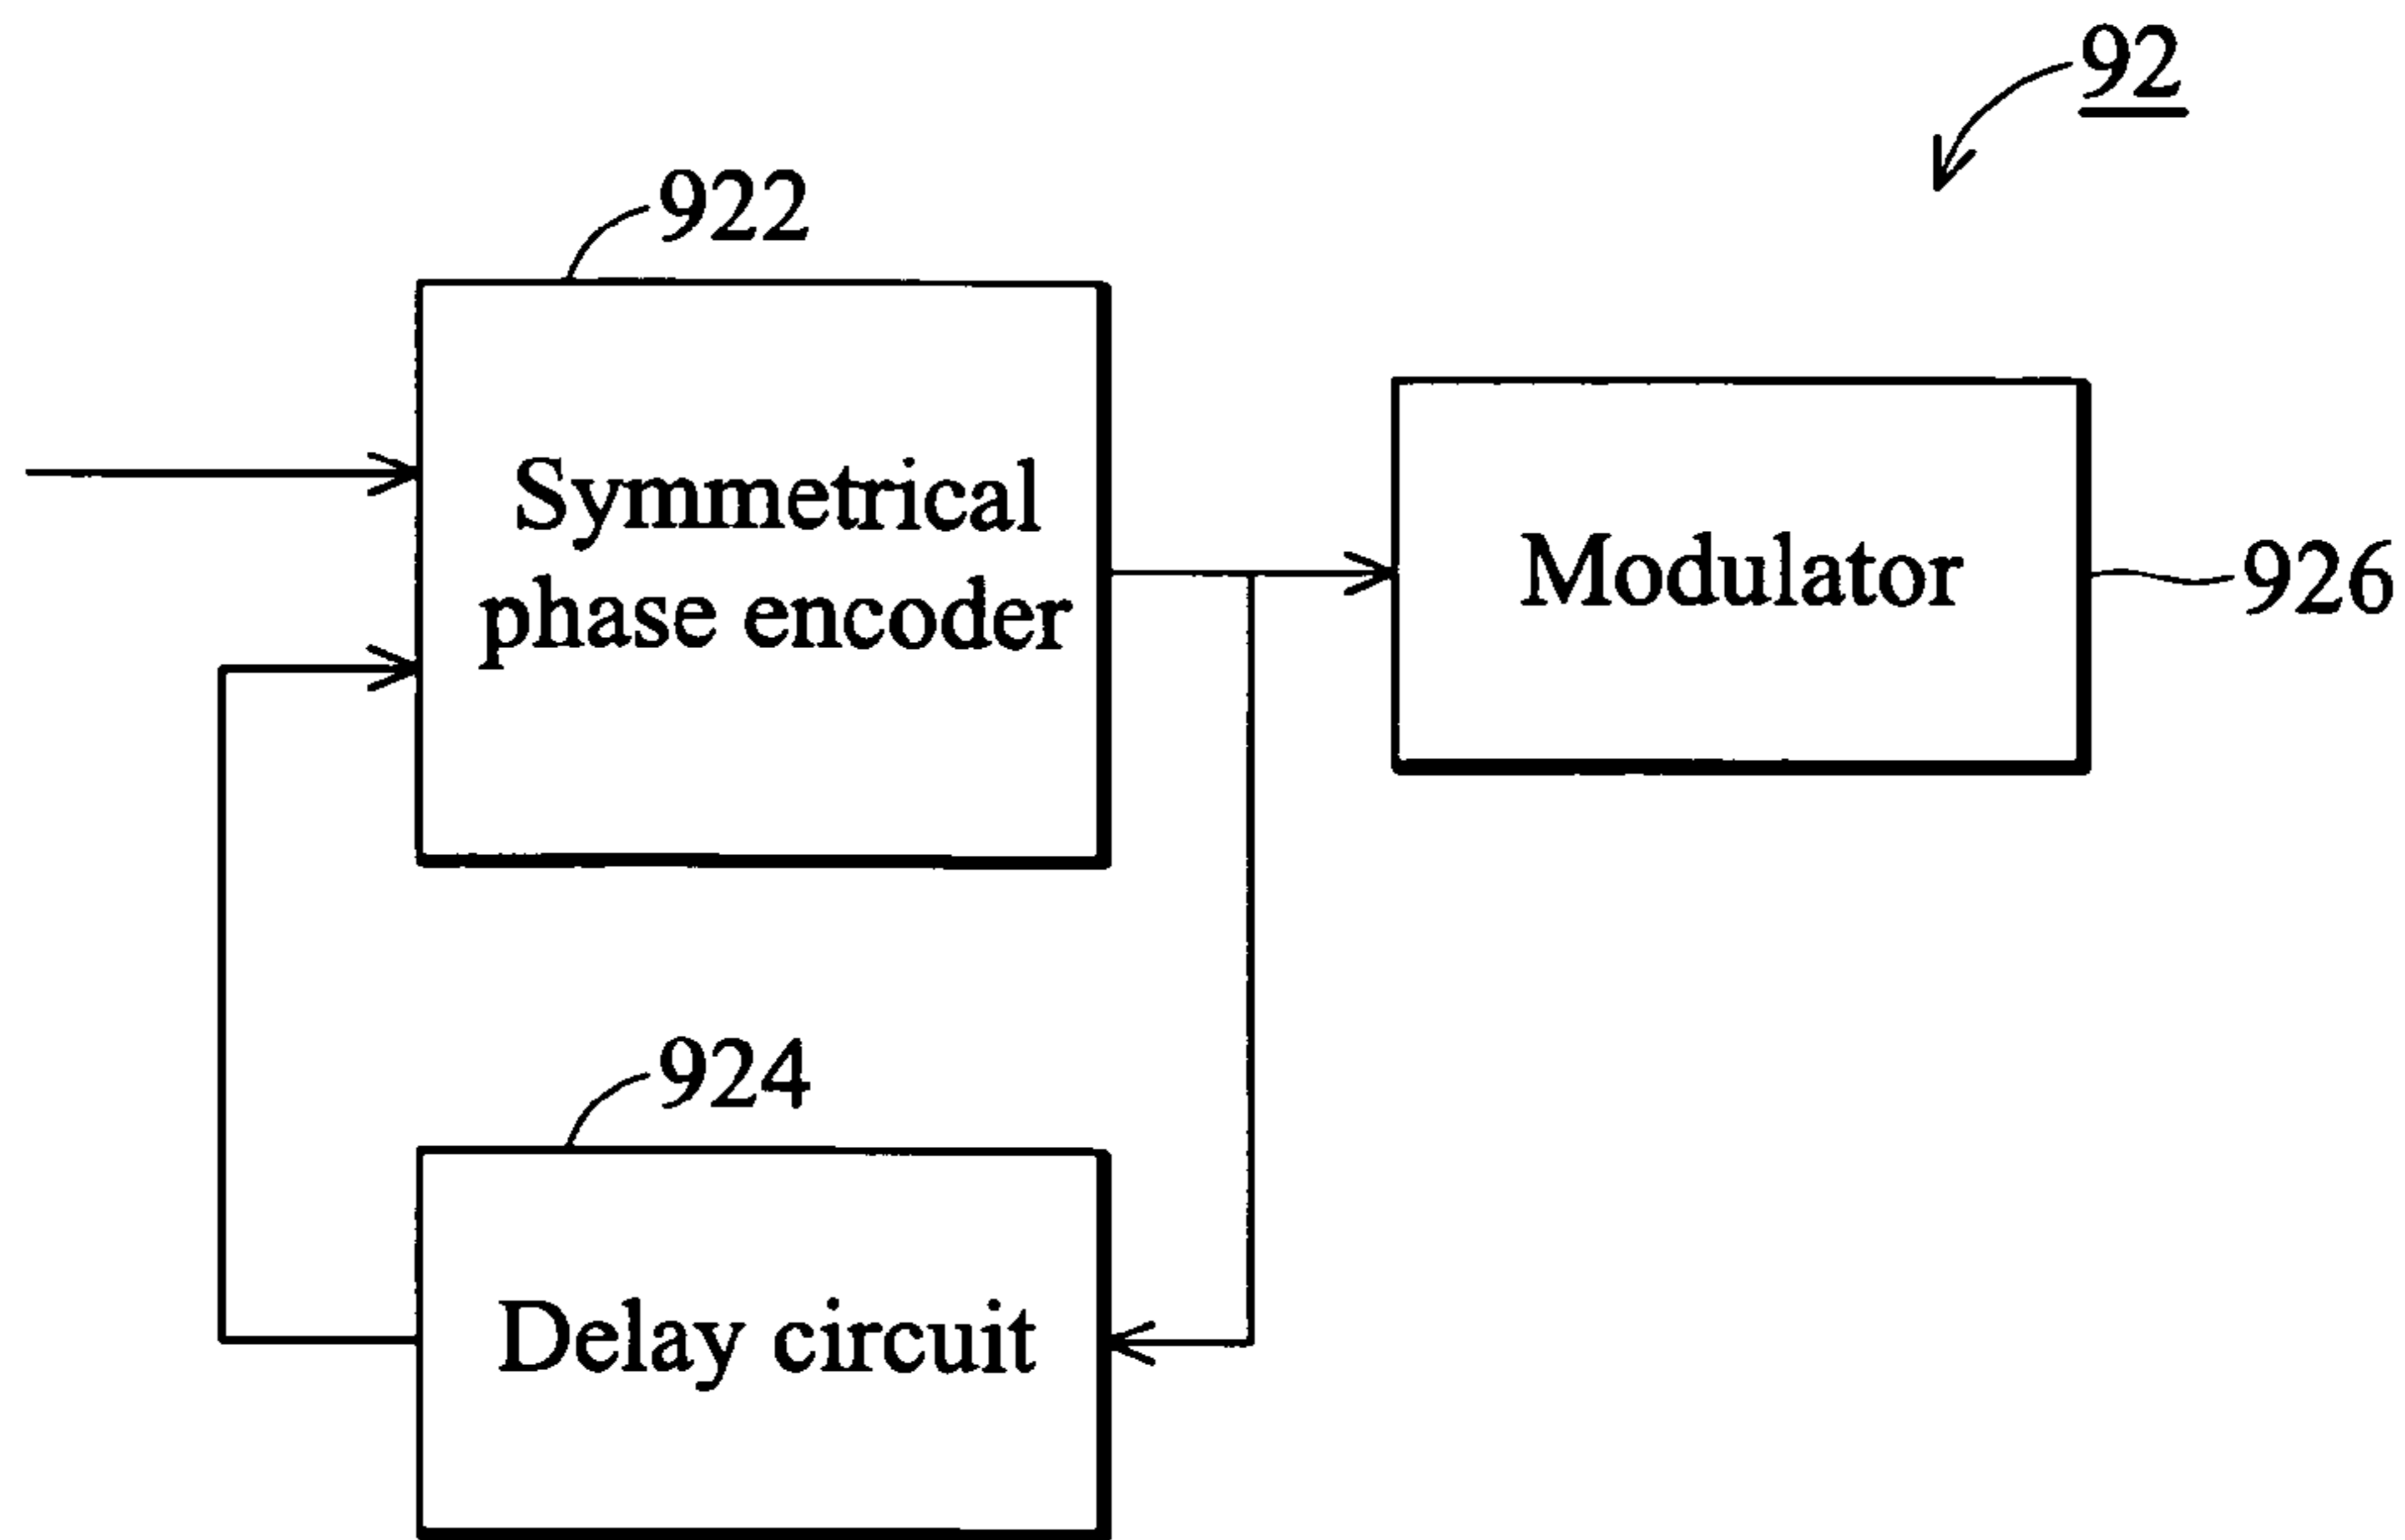 92
922
Symmetrical
phase encoder
Modulator
926
924
Delay circuit